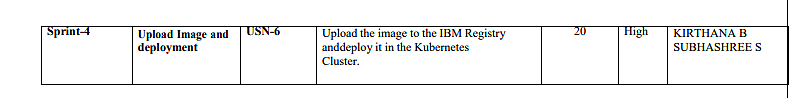 Sprint-4 Upload Image and USN-6 Upload the image to the IBM Registry 20 High KIRTHANA B
deployment anddeploy it in the Kubernetes SUBHASHREE S
Cluster.